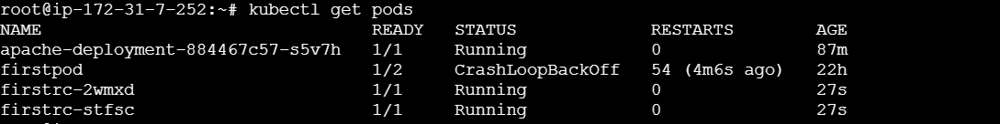 root@ip-172-31-7-252:~# kubectl get pods
NAME READY STATUS RESTARTS AGE
apache-deployment-884467c57-s5v7h 1/1 Running 0 87m
firstpod 1/2 CrashLoopBackOff 54 (4m6s ago) 22h
firstrc-2wmxd 1/1 Running 0 27s
firstrc-stfsc 1/1 Running 0 27s